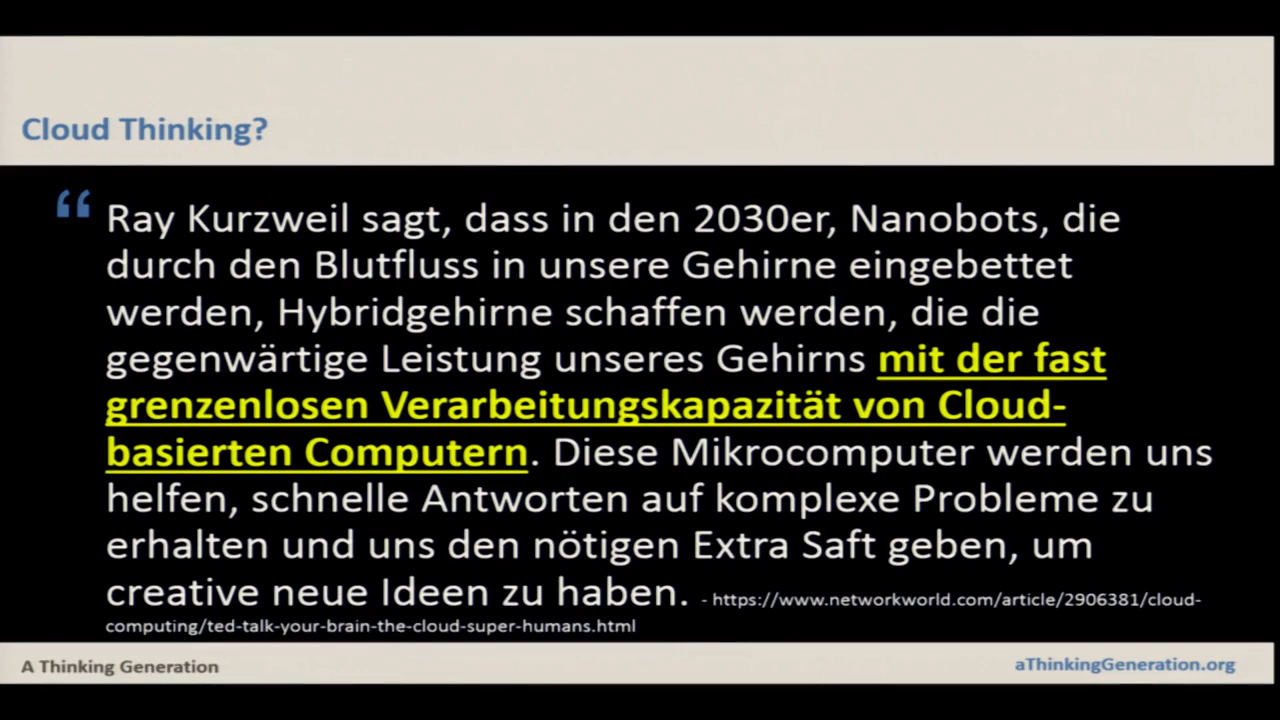 Cloud Thinking?
“ Ray Kurzweil sagt, dass in den 2030er, Nanobots, die
durch den Blutfluss in unsere Gehirne eingebettet
werden, Hybridgehirne schaffen werden, die die
gegenwärtige Leistung unseres Gehirns mit der fast
grenzenlosen Verarbeitungskapazität von Cloud-
basierten Computern. Diese Mikrocomputer werden uns
helfen, schnelle Antworten auf komplexe Probleme zu
erhalten und uns den nötigen Extra Saft geben, um
creative neue Ideen zu haben. - https://www.networkworld.com/article/2906381/cloud-
computing/ted-talk-your-brain-the-cloud-super-humans.html
A Thinking Generation
aThinkingGeneration.org